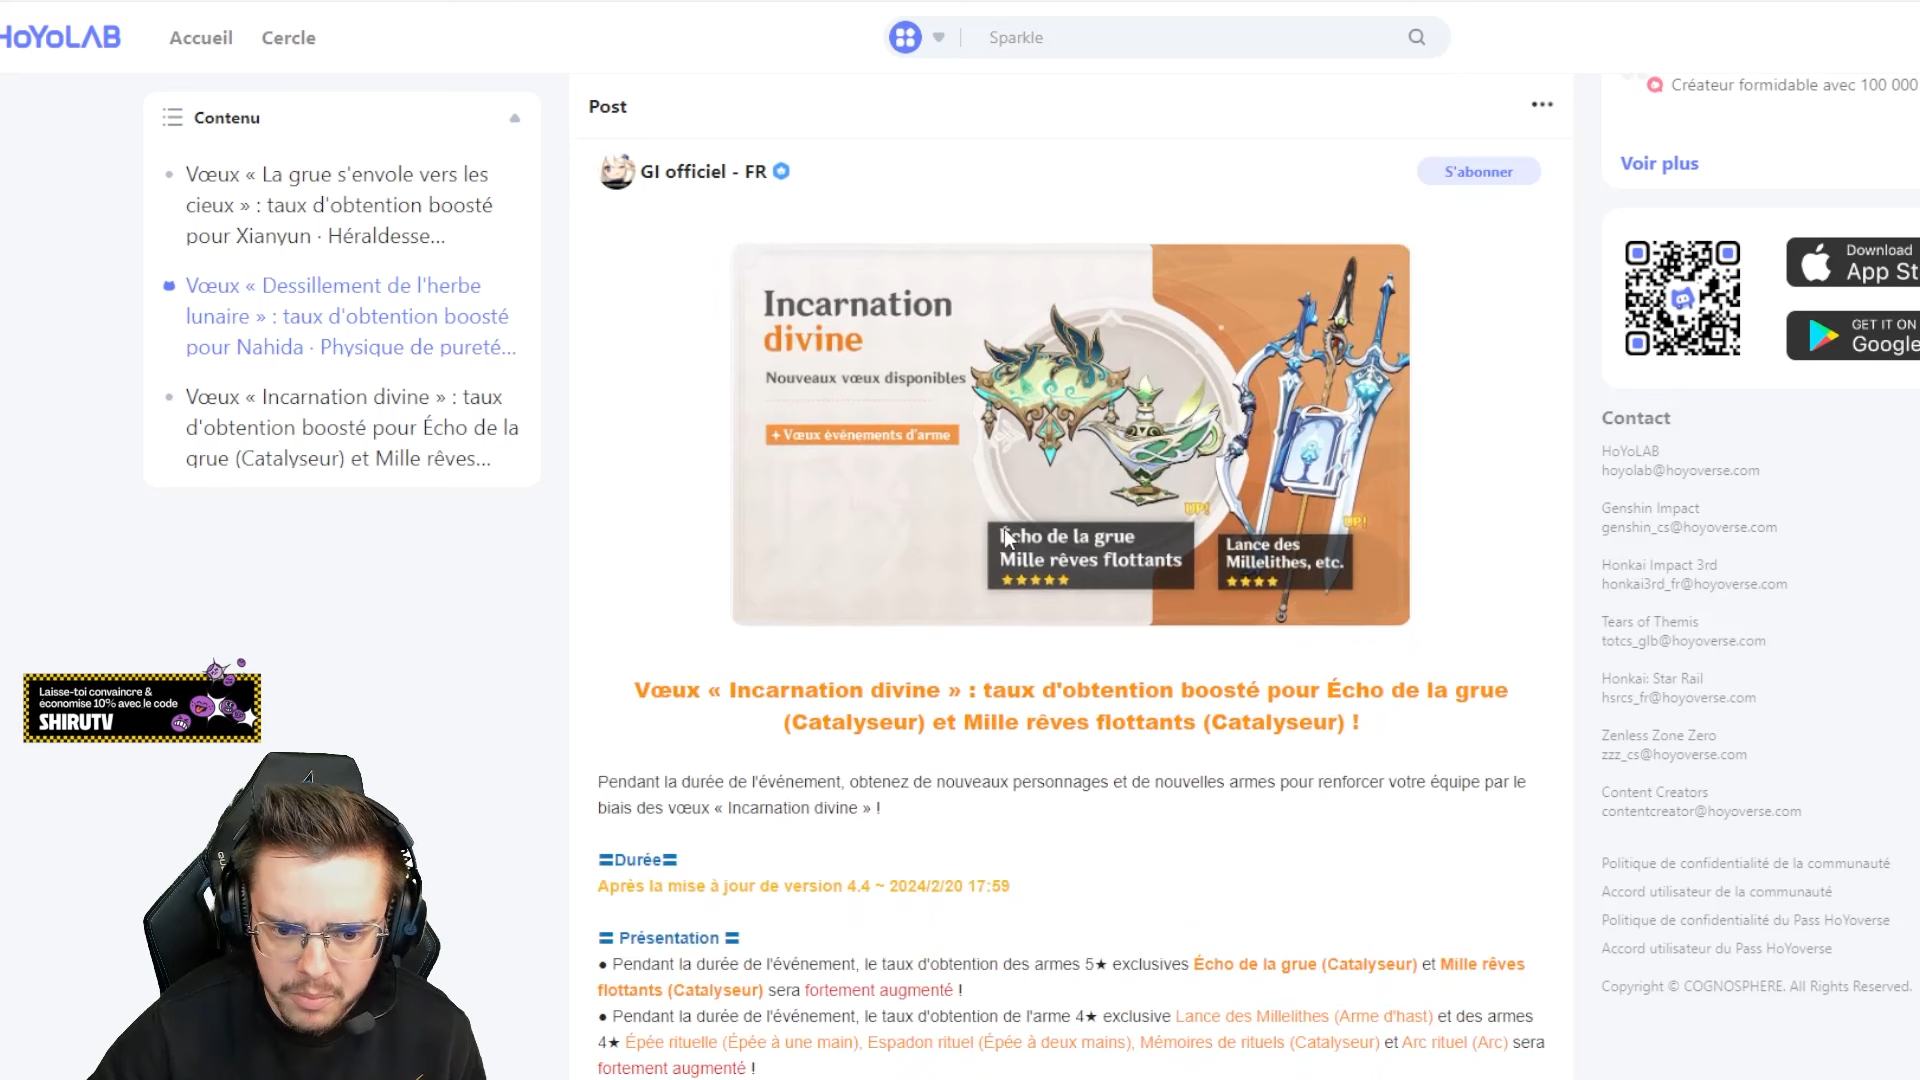 HoYoLAB
Accueil
Cercle
Sparkle
Contenu
Vœux « La grue s'envole vers les
cieux » : taux d'obtention boosté
pour Xianyun · Héraldesse...
Vœux « Dessillement de l'herbe
lunaire » : taux d'obtention boosté
pour Nahida · Physique de pureté...
Vœux « Incarnation divine » : taux
d'obtention boosté pour Écho de la
grue (Catalyseur) et Mille rêves...
Laisse-toi convaincre &
économise 10% avec le code
SHIRUTV
Post
GI officiel - FR
S'abonner
Incarnation
divine
Nouveaux vœux disponibles
Vœux événements d'arme
UP!
Écho de la grue
Mille rêves flottants
UP!
Lance des
Millelithes, etc.
Vœux « Incarnation divine » : taux d'obtention boosté pour Écho de la grue
(Catalyseur) et Mille rêves flottants (Catalyseur) !
Pendant la durée de l'événement, obtenez de nouveaux personnages et de nouvelles armes pour renforcer votre équipe par le
biais des vœux « Incarnation divine » !
〓Durée〓
Après la mise à jour de version 4.4 ~ 2024/2/20 17:59
〓 Présentation 〓
● Pendant la durée de l'événement, le taux d'obtention des armes 5★ exclusives Écho de la grue (Catalyseur) et Mille rêves
flottants (Catalyseur) sera fortement augmenté !
● Pendant la durée de l'événement, le taux d'obtention de l'arme 4★ exclusive Lance des Millelithes (Arme d'hast) et des armes
4★ Épée rituelle (Épée à une main), Espadon rituel (Épée à deux mains), Mémoires de rituels (Catalyseur) et Arc rituel (Arc) sera
fortement augmenté !
Créateur formidable avec 100 000
Voir plus
Download
App St
GET IT ON
Google
Contact
HoYoLAB
hoyolab@hoyoverse.com
Genshin Impact
genshin_cs@hoyoverse.com
Honkai Impact 3rd
honkai3rd_fr@hoyoverse.com
Tears of Themis
totcs_glb@hoyoverse.com
Honkai: Star Rail
hsrcs_fr@hoyoverse.com
Zenless Zone Zero
zzz_cs@hoyoverse.com
Content Creators
contentcreator@hoyoverse.com
Politique de confidentialité de la communauté
Accord utilisateur de la communauté
Politique de confidentialité du Pass HoYoverse
Accord utilisateur du Pass HoYoverse
Copyright © COGNOSPHERE. All Rights Reserved.